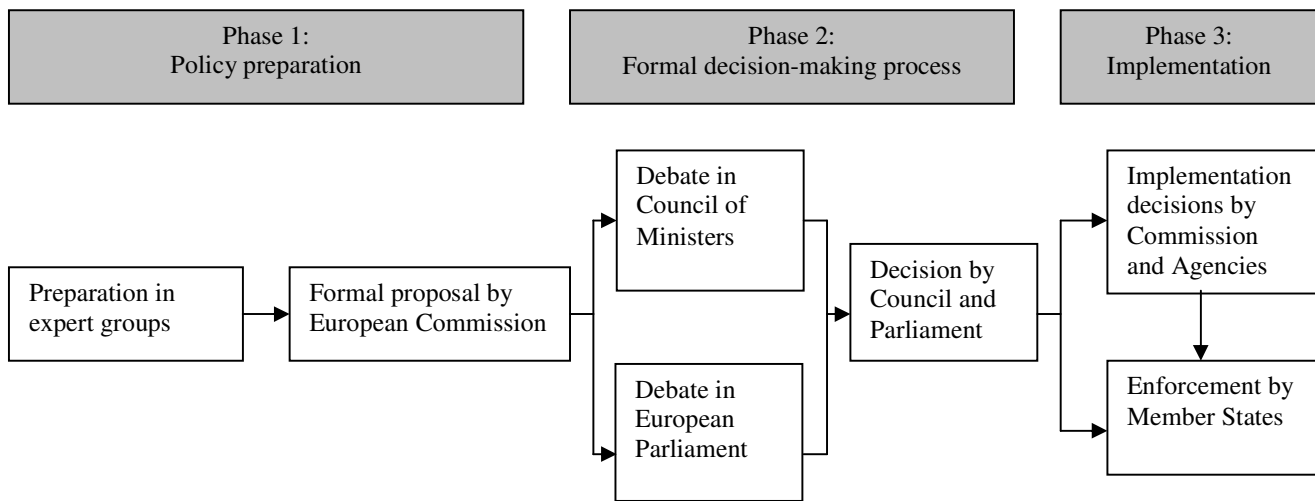 Phase 1:
Policy preparation
Phase 2:
Formal decision-making process
Phase 3:
Implementation
Preparation in
expert groups
Formal proposal by
European Commission
Debate in
Council of
Ministers
Debate in
European
Parliament
Decision by
Council and
Parliament
Implementation
decisions by
Commission
and Agencies
Enforcement by
Member States